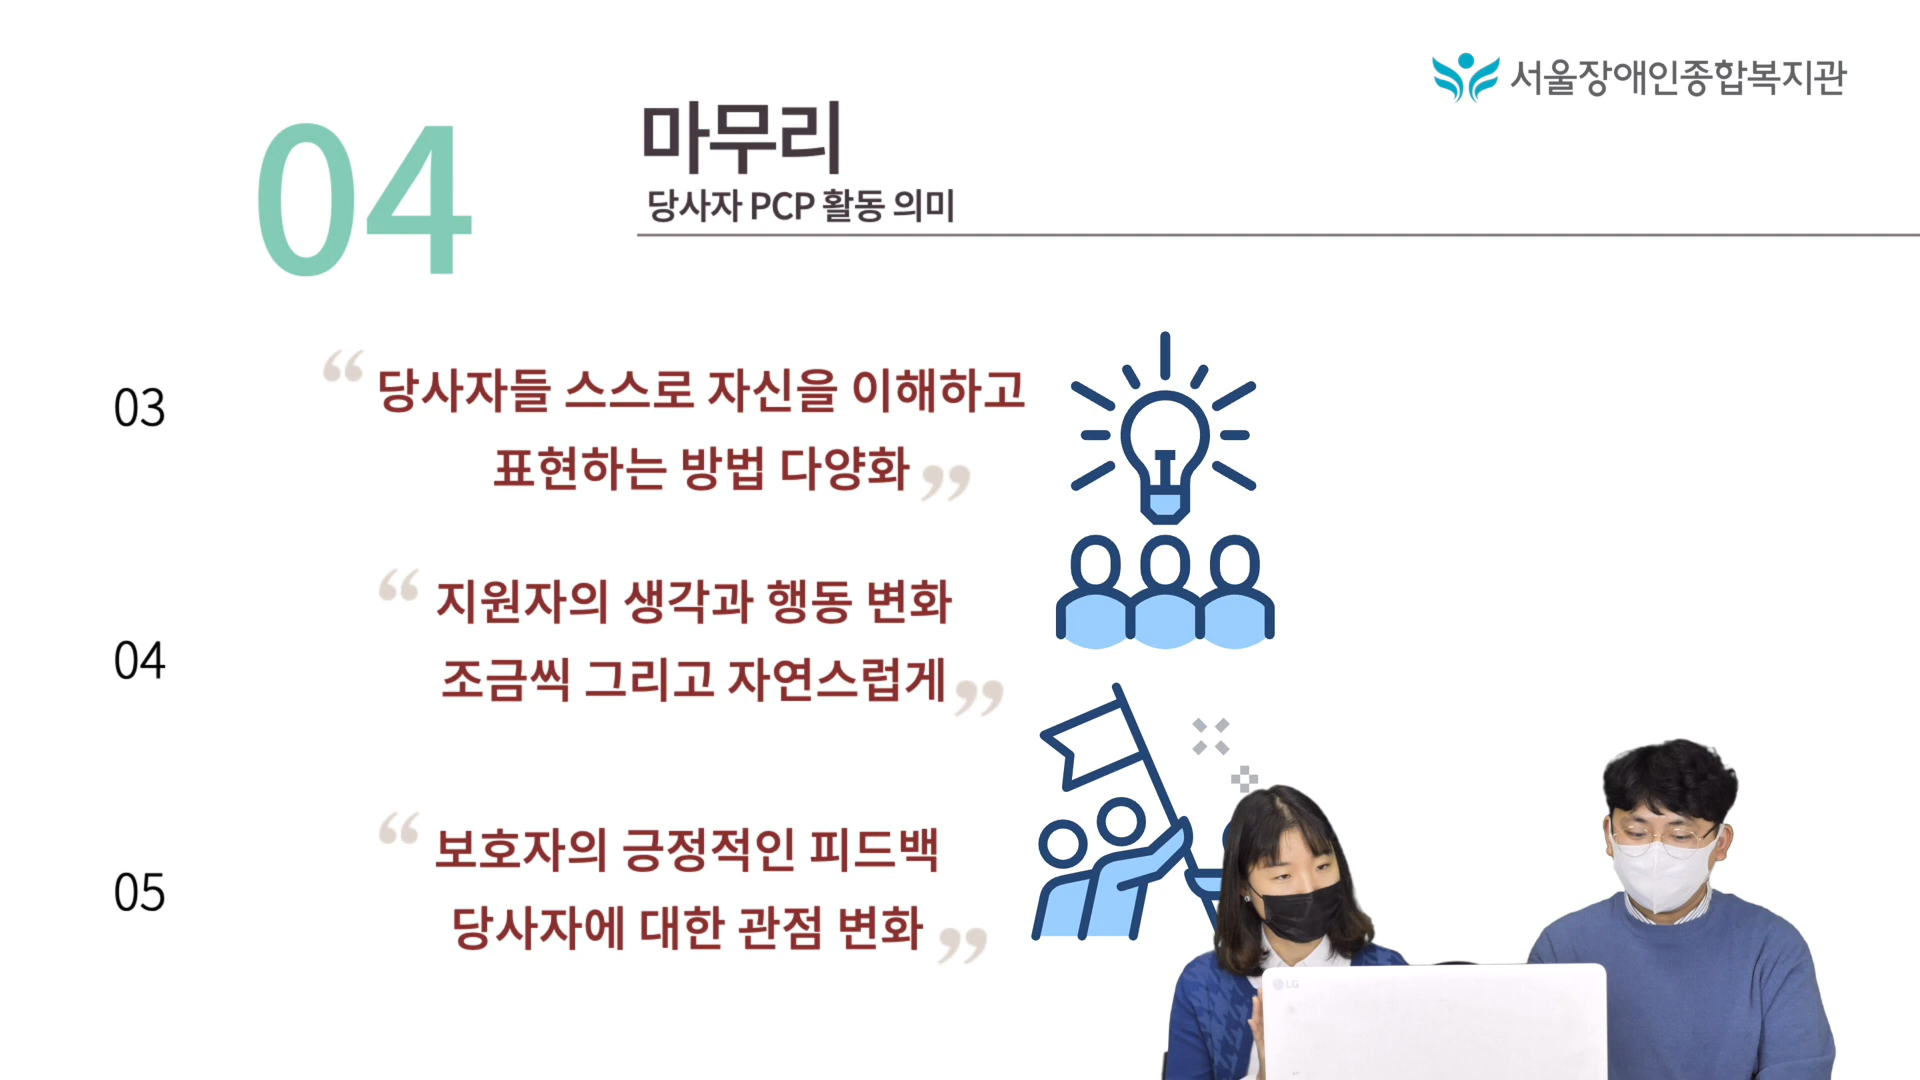 서울장애인종합복지관
04
마무리
당사자 PCP 활동 의미
03
“ 당사자들 스스로 자신을 이해하고
표현하는 방법 다양화 ”
04
“ 지원자의 생각과 행동 변화
조금씩 그리고 자연스럽게 ”
05
“ 보호자의 긍정적인 피드백
당사자에 대한 관점 변화 ”
LG